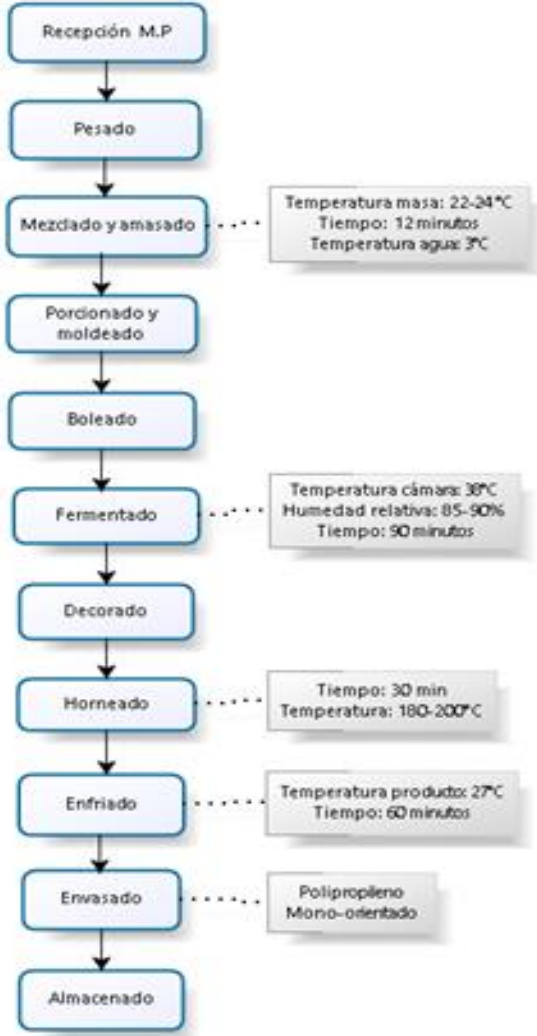 Recepción M.P
Pesado
Mezclado y amasado
Temperatura masa: 22-24°C
Tiempo: 12 minutos
Temperatura agua: 3°C
Porcionado y
moldeado
Boleado
Fermentado
Temperatura cámara: 38°C
Humedad relativa: 85-90%
Tiempo: 90 minutos
Decorado
Horneado
Tiempo: 30 min
Temperatura: 180-200°C
Enfriado
Temperatura producto: 27°C
Tiempo: 60 minutos
Envasado
Polipropileno
Mono-orientado
Almacenado